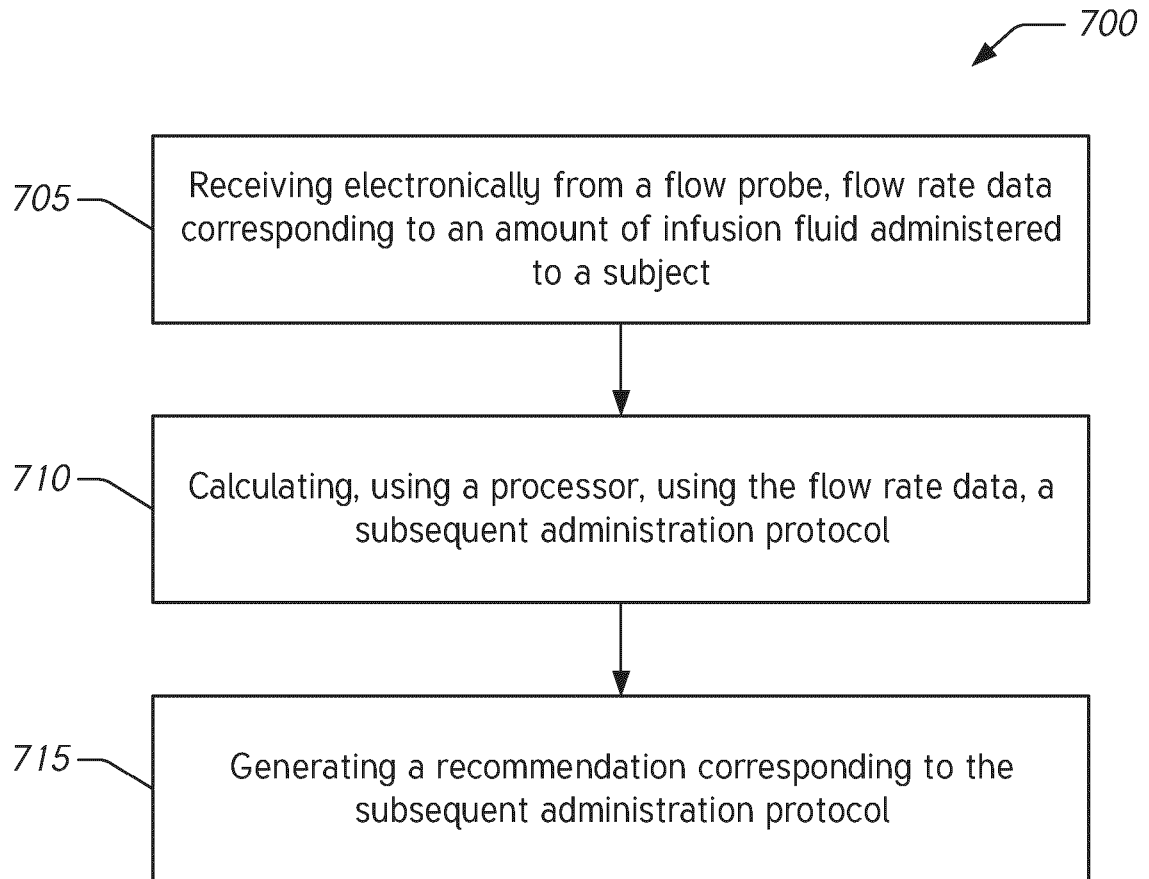 700
705
Receiving electronically from a flow probe, flow rate data
corresponding to an amount of infusion fluid administered
to a subject
710
Calculating, using a processor, using the flow rate data, a
subsequent administration protocol
715
Generating a recommendation corresponding to the
subsequent administration protocol